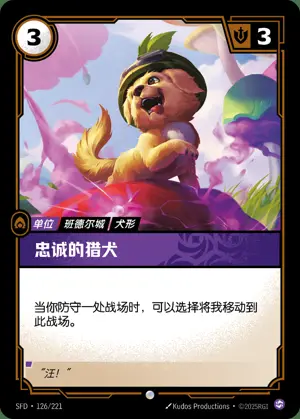 3
3
单位 班德尔城 犬形
忠诚的猎犬
当你防守一处战场时，可以选择将我移动到
此战场。
“汪！”
SFD • 126/221 Kudos Productions • ©2025RGI